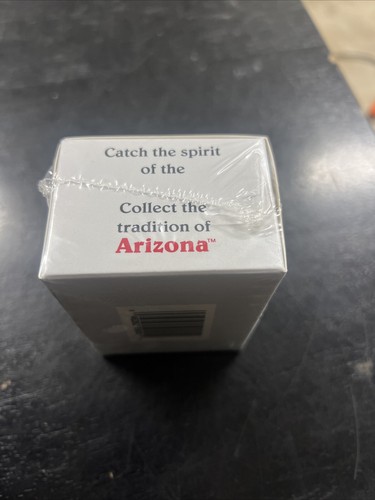 Catch the spirit
of the
Collect the
tradition of
Arizona™